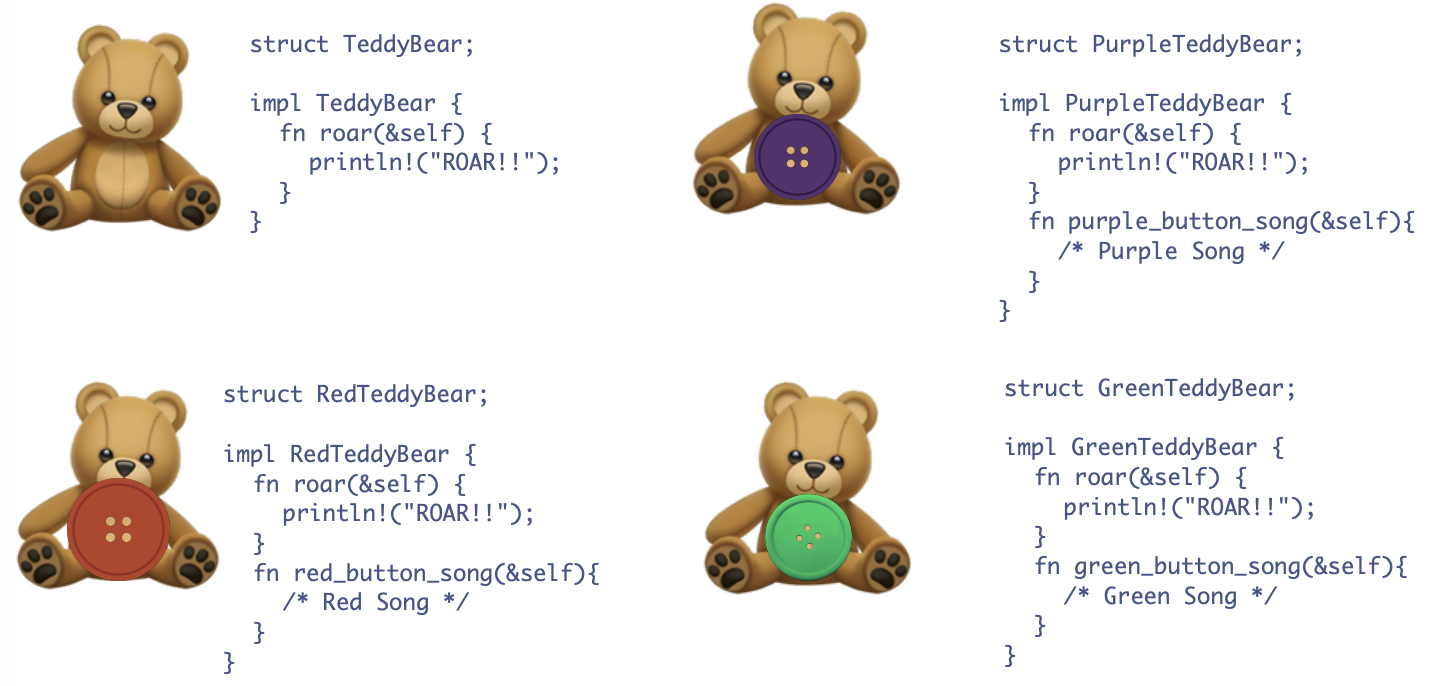 struct TeddyBear;
impl TeddyBear {
fn roar(&self) {
println!("ROAR!!");
}
}
struct PurpleTeddyBear;
impl PurpleTeddyBear {
fn roar(&self) {
println!("ROAR!!");
}
fn purple_button_song(&self){
/* Purple Song */
}
}
struct RedTeddyBear;
impl RedTeddyBear {
fn roar(&self) {
println!("ROAR!!");
}
fn red_button_song(&self){
/* Red Song */
}
}
struct GreenTeddyBear;
impl GreenTeddyBear {
fn roar(&self) {
println!("ROAR!!");
}
fn green_button_song(&self){
/* Green Song */
}
}